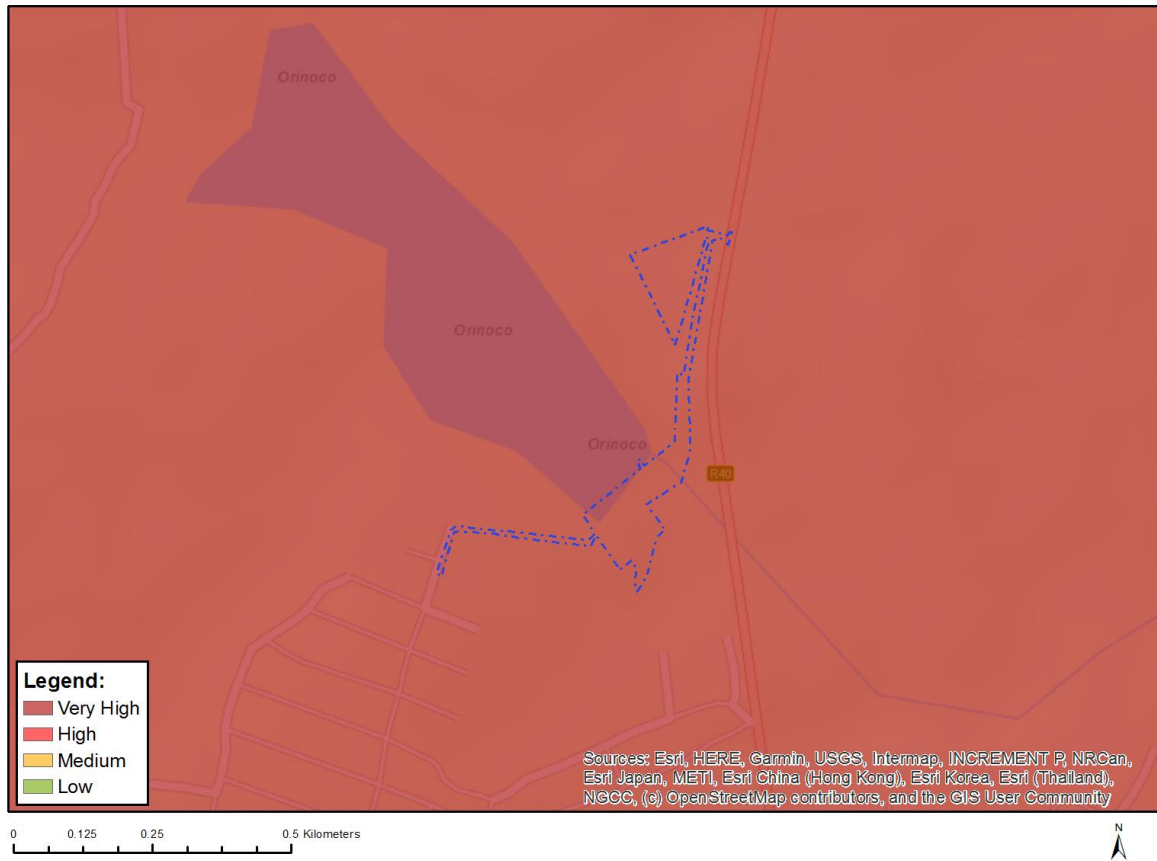 Orinoco
Orinoco
Orinoco
R40
Legend:
Very High
High
Medium
Low
Sources: Esri, HERE, Garmin, USGS, Intermap, INCREMENT P, NRCan,
Esri Japan, METI, Esri China (Hong Kong), Esri Korea, Esri (Thailand),
NGCC, (c) OpenStreetMap contributors, and the GIS User Community
0 0.125 0.25 0.5 Kilometers
N